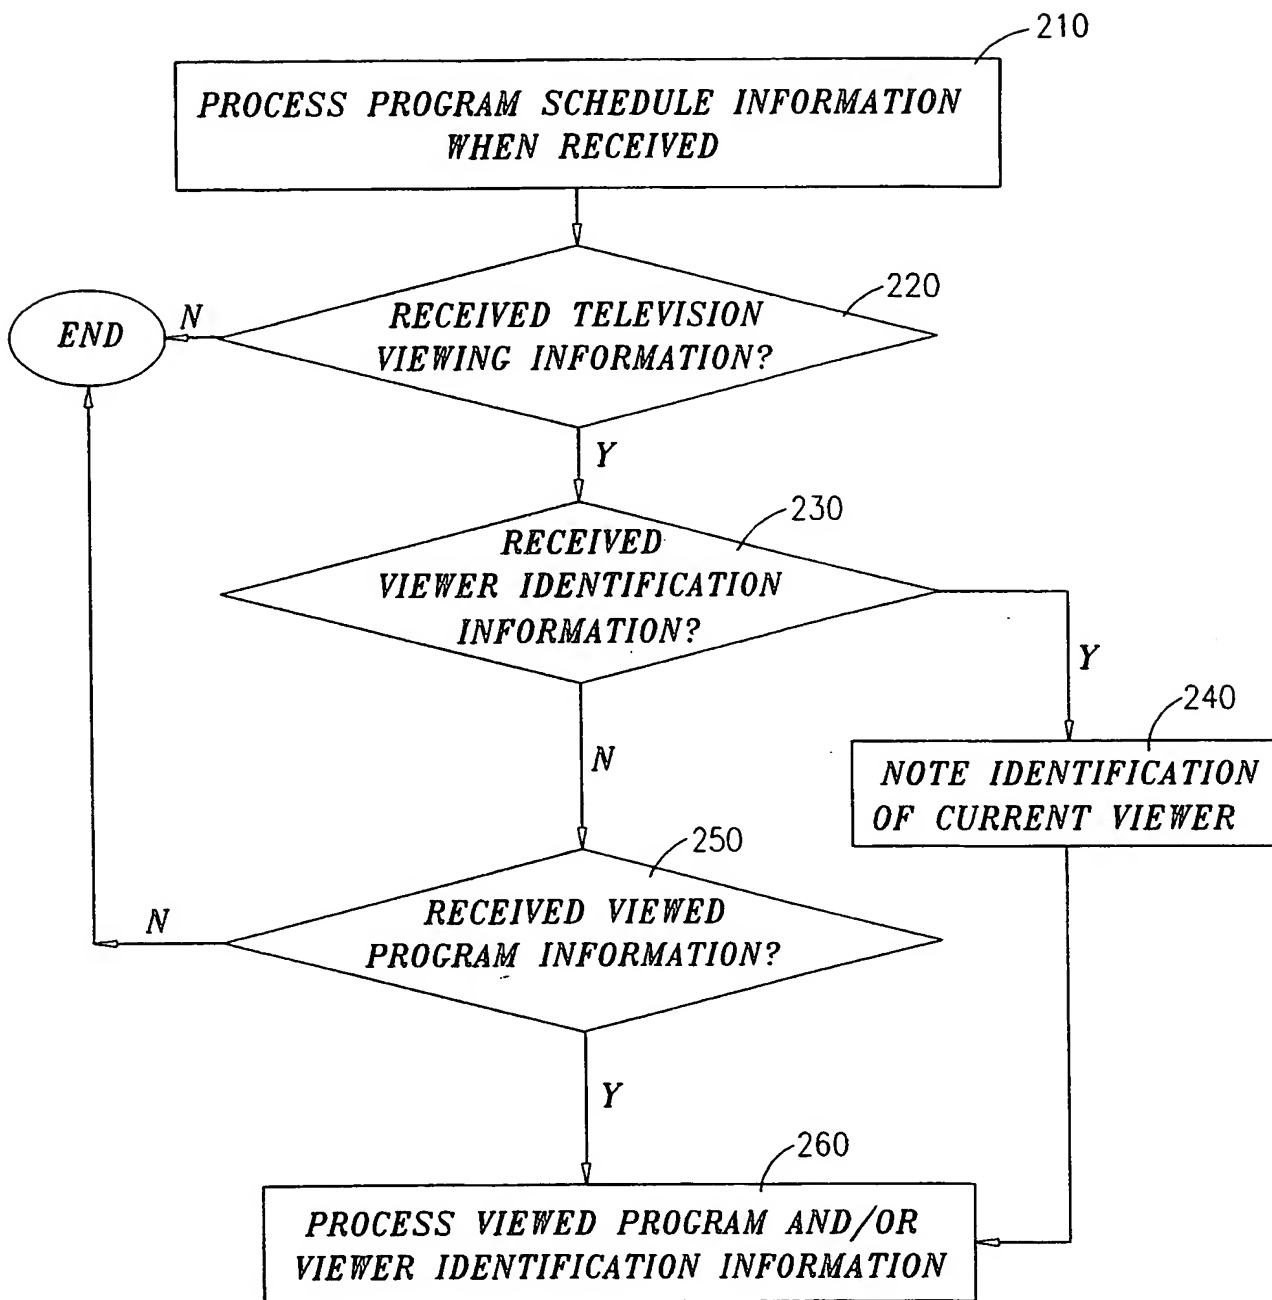 210
PROCESS PROGRAM SCHEDULE INFORMATION
WHEN RECEIVED
220
RECEIVED TELEVISION
VIEWING INFORMATION?
N
END
Y
230
RECEIVED
VIEWER IDENTIFICATION
INFORMATION?
Y
N
240
NOTE IDENTIFICATION
OF CURRENT VIEWER
250
RECEIVED VIEWED
PROGRAM INFORMATION?
N
Y
260
PROCESS VIEWED PROGRAM AND/OR
VIEWER IDENTIFICATION INFORMATION